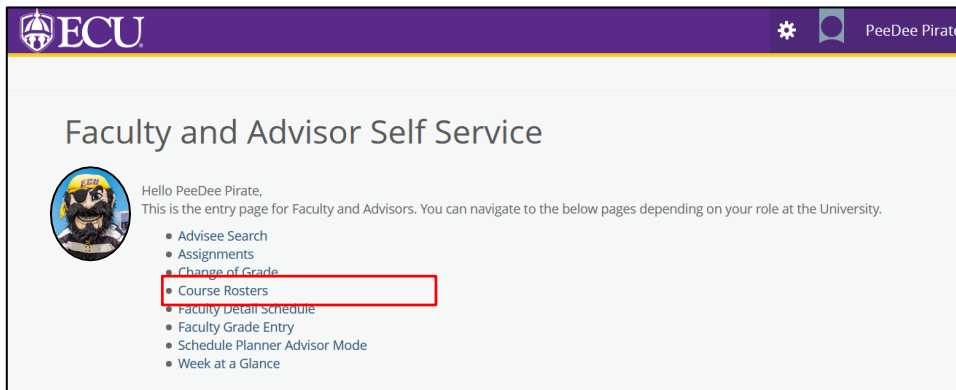 ECU
PeeDee Pirate
Faculty and Advisor Self Service
Hello PeeDee Pirate,
This is the entry page for Faculty and Advisors. You can navigate to the below pages depending on your role at the University.
Advisee Search
Assignments
Change of Grade
Course Rosters
Faculty Detail Schedule
Faculty Grade Entry
Schedule Planner Advisor Mode
Week at a Glance